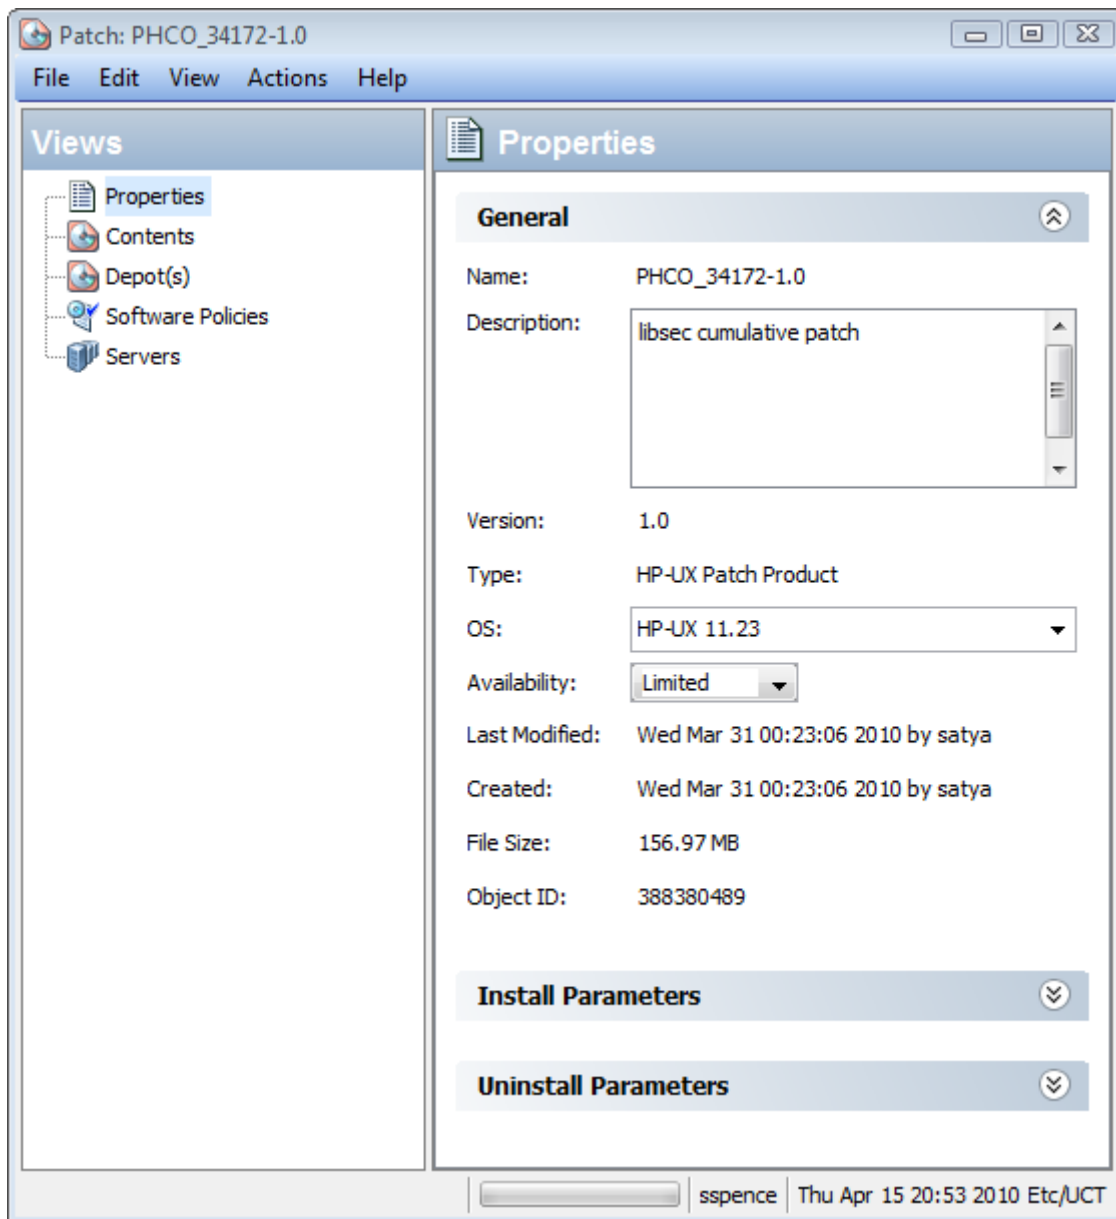 Patch: PHCO_34172-1.0
File Edit View Actions Help
Views
Properties
Contents
Depot(s)
Software Policies
Servers
Properties
General
Name: PHCO_34172-1.0
Description: libsec cumulative patch
Version: 1.0
Type: HP-UX Patch Product
OS: HP-UX 11.23
Availability: Limited
Last Modified: Wed Mar 31 00:23:06 2010 by satya
Created: Wed Mar 31 00:23:06 2010 by satya
File Size: 156.97 MB
Object ID: 388380489
Install Parameters
Uninstall Parameters
sspence Thu Apr 15 20:53 2010 Etc/UCT